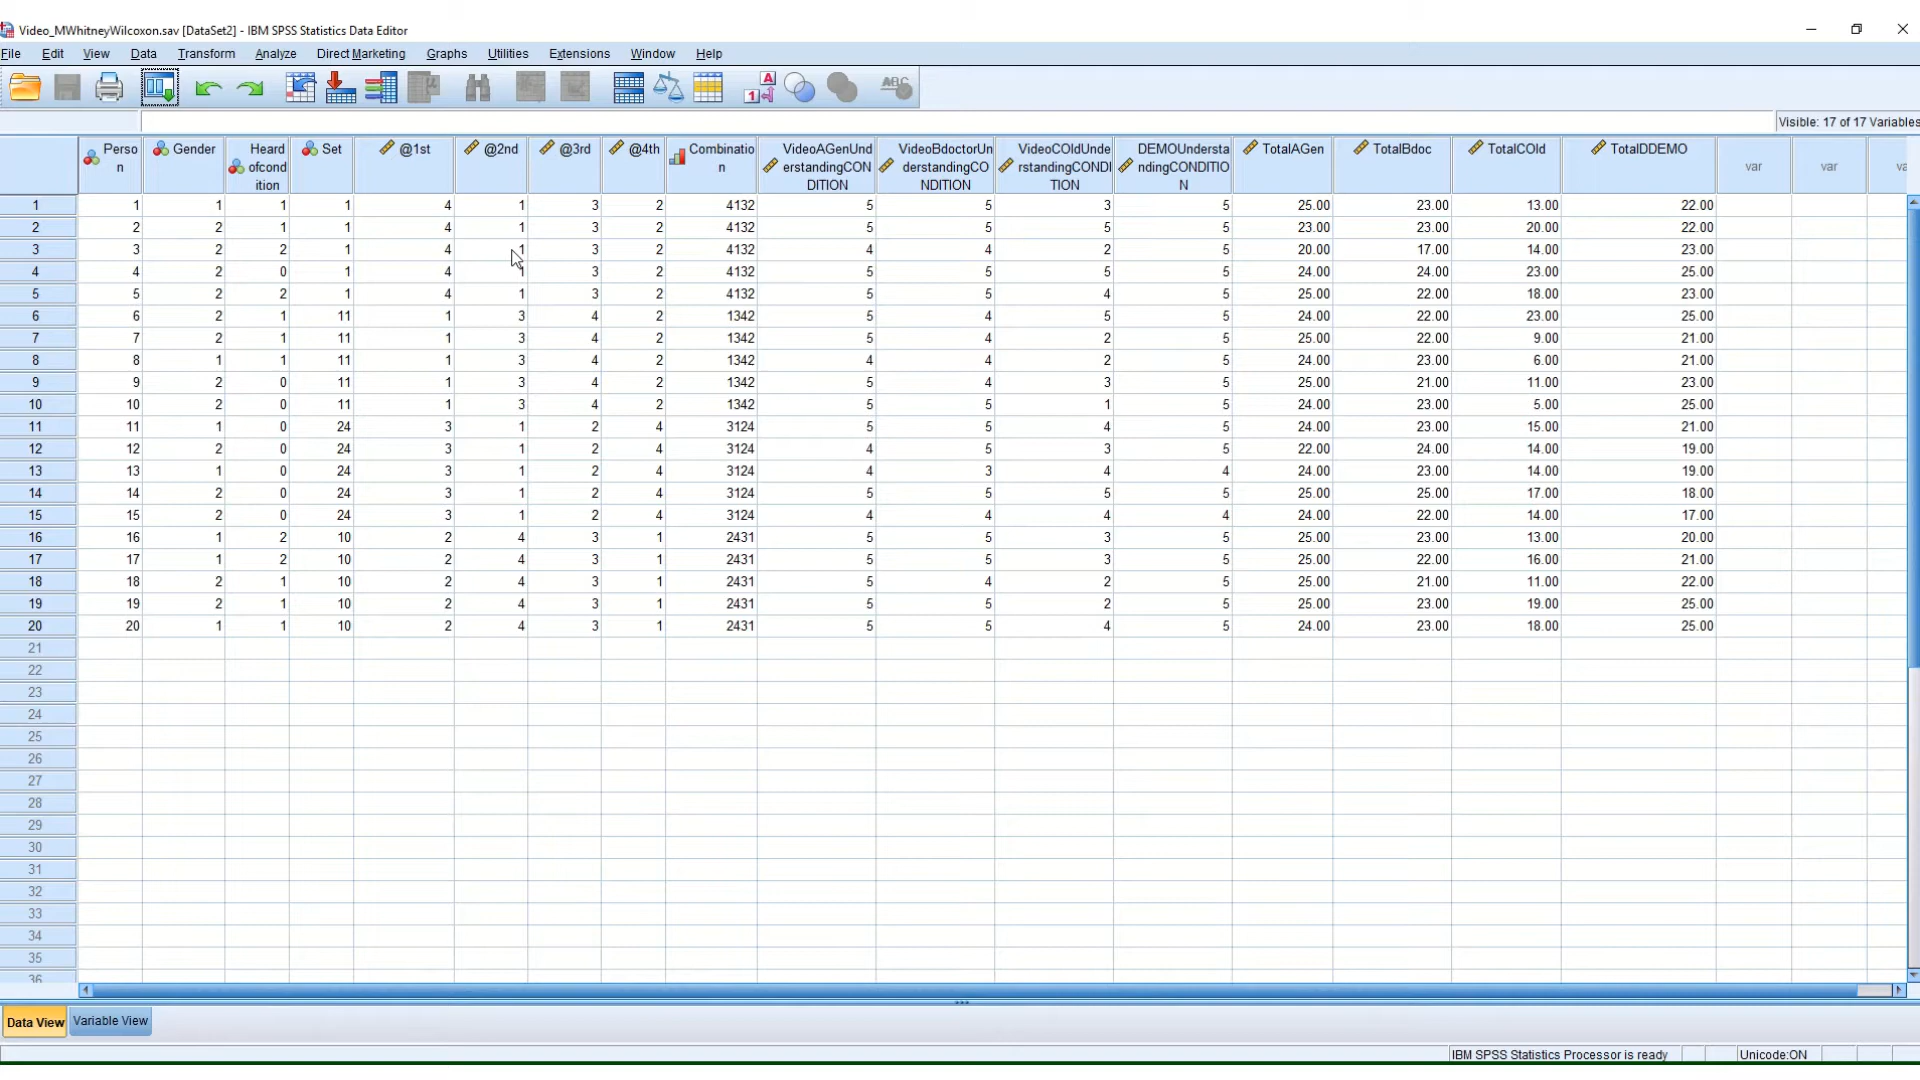 Video_MWhitneyWilcoxon.sav [DataSet2] - IBM SPSS Statistics Data Editor
File Edit View Data Transform Analyze Direct Marketing Graphs Utilities Extensions Window Help
Visible: 17 of 17 Variables
Perso
n
Gender
Heard
ofcond
ition
Set
@1st
@2nd
@3rd
@4th
Combinatio
n
VideoAGenUnd
erstandingCON
DITION
VideoBdoctorUn
derstandingCO
NDITION
VideoCOldUnde
rstandingCONDI
TION
DEMOUndersta
ndingCONDITIO
N
TotalAGen
TotalBdoc
TotalCOld
TotalDDEMO
var
var
va
1 1 1 1 1 4 1 3 2 4132 5 5 3 5 25.00 23.00 13.00 22.00
2 2 2 1 1 4 1 3 2 4132 5 5 5 5 23.00 23.00 20.00 22.00
3 3 2 2 1 4 1 3 2 4132 4 4 2 5 20.00 17.00 14.00 23.00
4 4 2 0 1 4 1 3 2 4132 5 5 5 5 24.00 24.00 23.00 25.00
5 5 2 2 1 4 1 3 2 4132 5 5 4 5 25.00 22.00 18.00 23.00
6 6 2 1 11 1 3 4 2 1342 5 4 5 5 24.00 22.00 23.00 25.00
7 7 2 1 11 1 3 4 2 1342 5 4 2 5 25.00 22.00 9.00 21.00
8 8 1 1 11 1 3 4 2 1342 4 4 2 5 24.00 23.00 6.00 21.00
9 9 2 0 11 1 3 4 2 1342 5 4 3 5 25.00 21.00 11.00 23.00
10 10 2 0 11 1 3 4 2 1342 5 5 1 5 24.00 23.00 5.00 25.00
11 11 1 0 24 3 1 2 4 3124 5 5 4 5 24.00 23.00 15.00 21.00
12 12 2 0 24 3 1 2 4 3124 4 5 3 5 22.00 24.00 14.00 19.00
13 13 1 0 24 3 1 2 4 3124 4 3 4 4 24.00 23.00 14.00 19.00
14 14 2 0 24 3 1 2 4 3124 5 5 5 5 25.00 25.00 17.00 18.00
15 15 2 0 24 3 1 2 4 3124 4 4 4 4 24.00 22.00 14.00 17.00
16 16 1 2 10 2 4 3 1 2431 5 5 3 5 25.00 23.00 13.00 20.00
17 17 1 2 10 2 4 3 1 2431 5 5 3 5 25.00 22.00 16.00 21.00
18 18 2 1 10 2 4 3 1 2431 5 4 2 5 25.00 21.00 11.00 22.00
19 19 2 1 10 2 4 3 1 2431 5 5 2 5 25.00 23.00 19.00 25.00
20 20 1 1 10 2 4 3 1 2431 5 5 4 5 24.00 23.00 18.00 25.00
21
22
23
24
25
26
27
28
29
30
31
32
33
34
35
36
Data View Variable View
IBM SPSS Statistics Processor is ready Unicode:ON